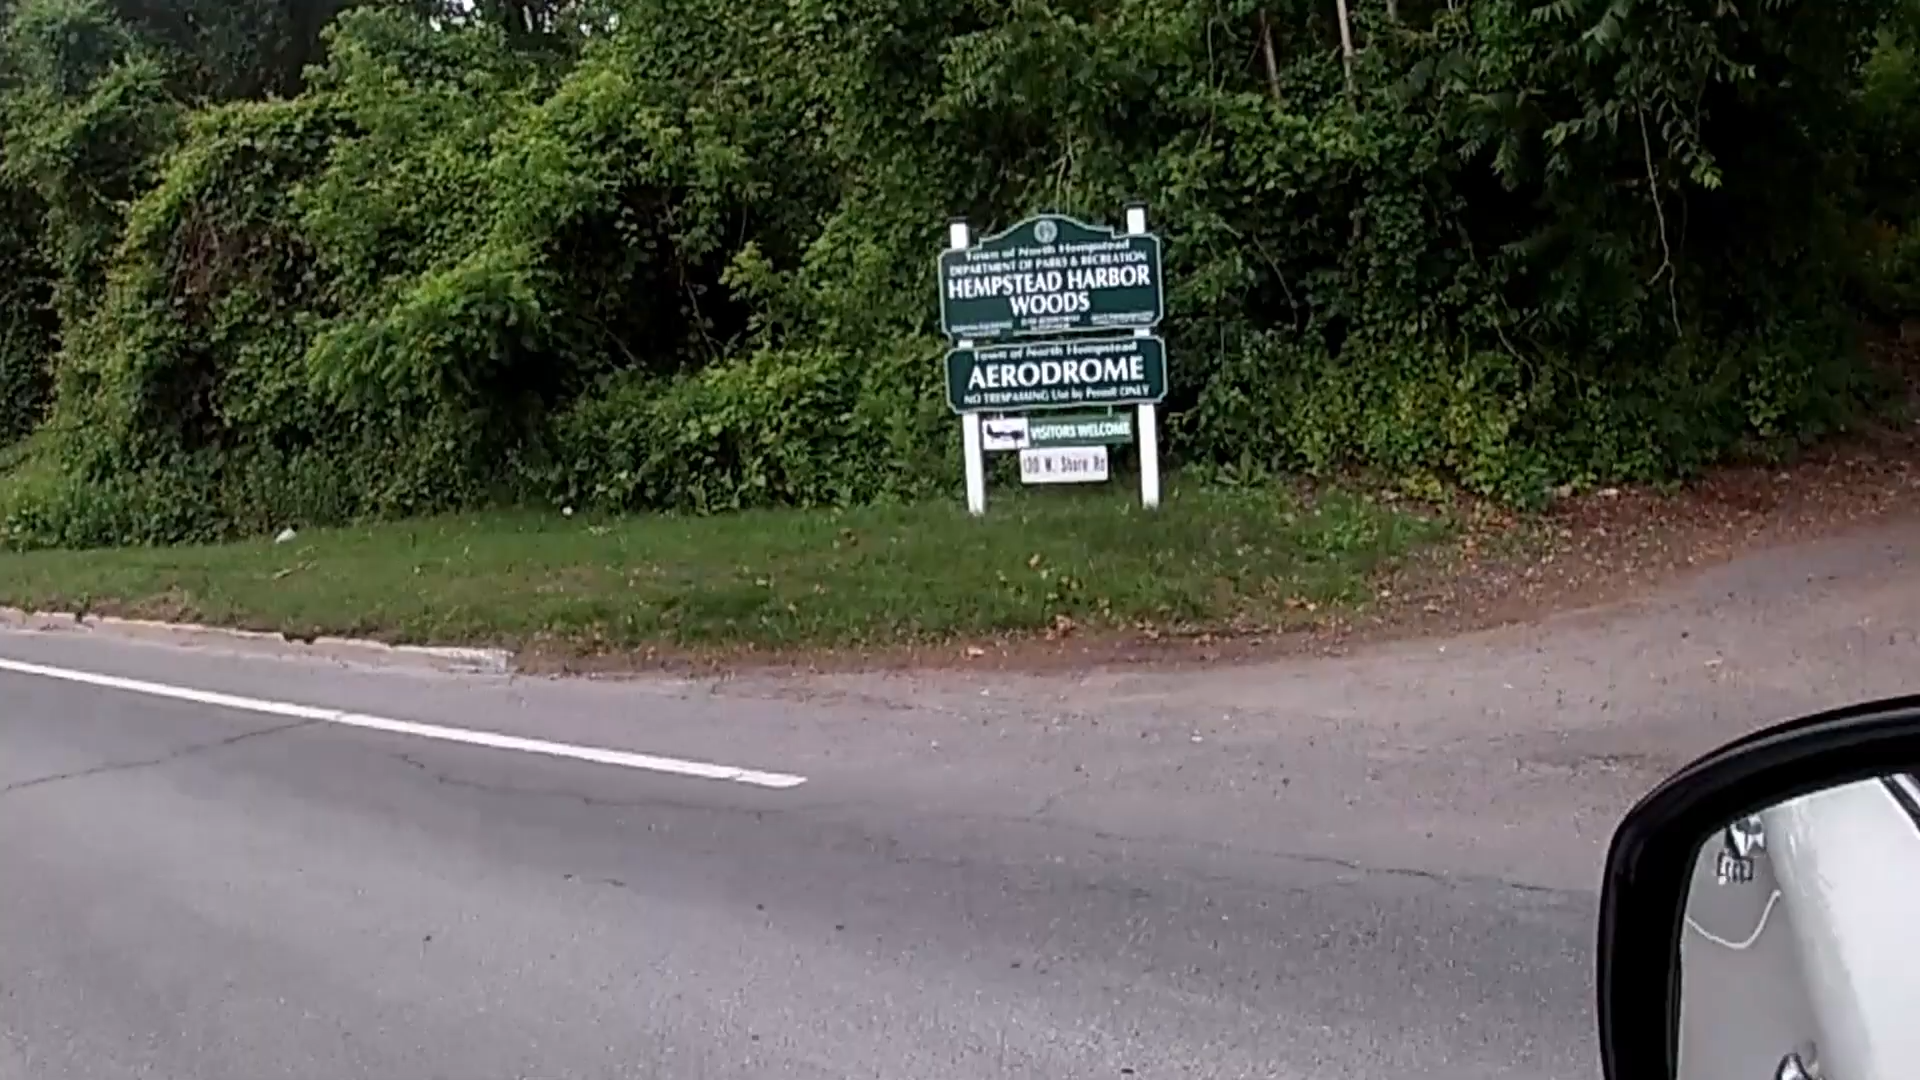 Town of North Hempstead
DEPARTMENT OF PARKS & RECREATION
HEMPSTEAD HARBOR
WOODS
Town of North Hempstead
AERODROME
NO TRESPASSING Use by Permit ONLY
VISITORS WELCOME
130 W. Shore Rd